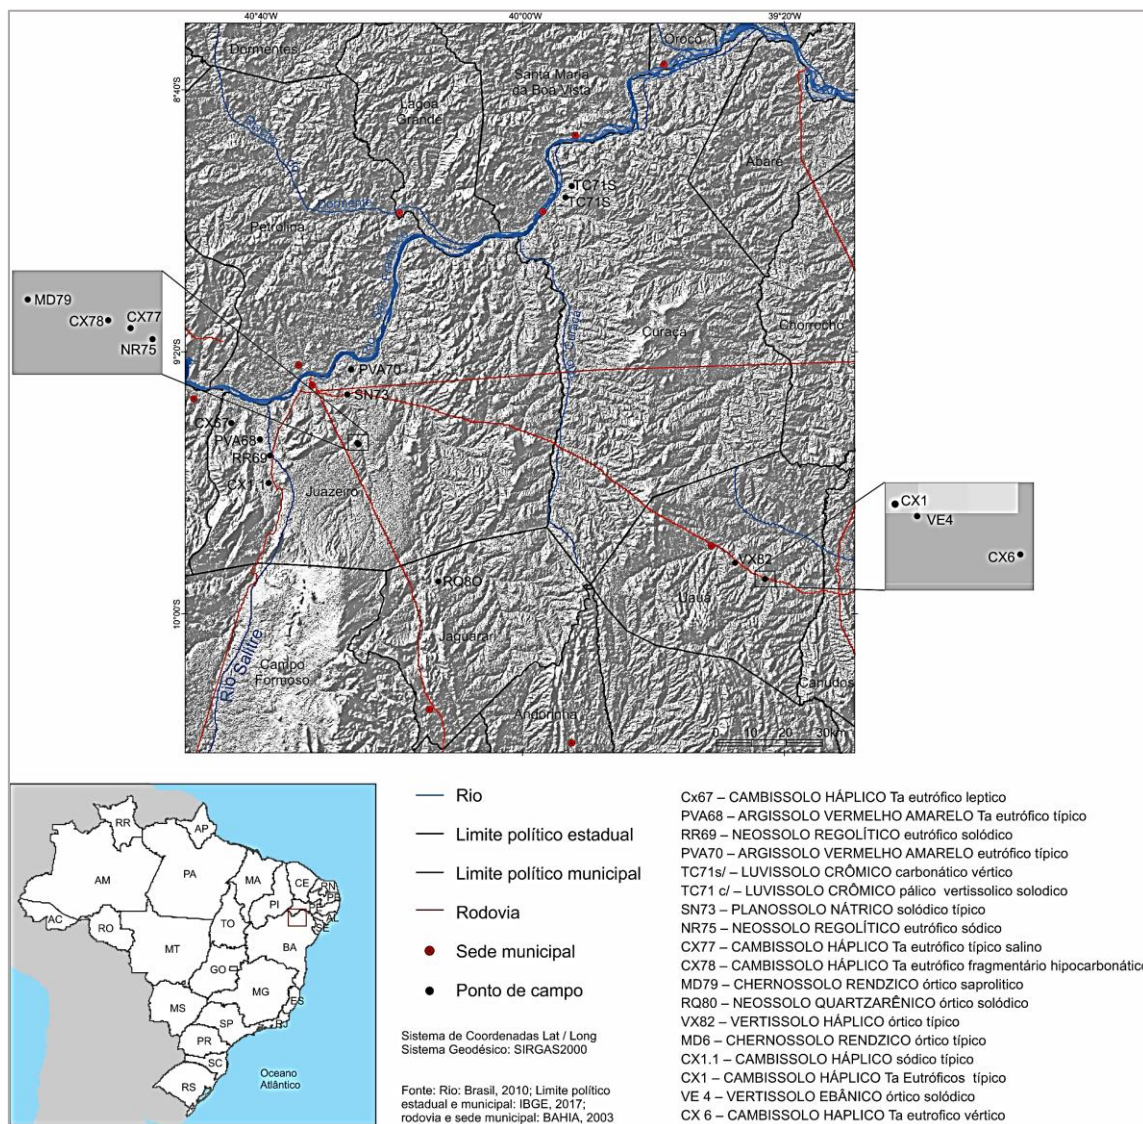 40°40'W 40°00'W 39°20'W
8°40'S
9°20'S
10°00'S
Dormentes
Orocó
Santa Maria
da Boa Vista
Lagoa
Grande
Abaré
TC71S
TC71S
Dormente
Petrolina
MD79
CX78
CX77
NR75
Curaçá
Chorrocho
PVA70
SN73
CX67
PVA68
RR69
CX1.1
Juazeiro
CX1
VE4
CX6
VX82
RQ8O
Uauá
Jaguarari
Rio
Salitre
Campo
Formoso
Canudos
Andorinha
0 10 20 30km
RR
AP
AM
PA
MA
CE
RN
PB
PE
AL
SE
PI
AC
RO
TO
BA
MT
GO
MG
ES
MS
SP
RJ
PR
SC
RS
Oceano
Atlântico
Rio
Limite político estadual
Limite político municipal
Rodovia
Sede municipal
Ponto de campo
Sistema de Coordenadas Lat / Long
Sistema Geodésico: SIRGAS2000
Fonte: Rio: Brasil, 2010; Limite político
estadual e municipal: IBGE, 2017;
rodovia e sede municipal: BAHIA, 2003
Cx67 – CAMBISSOLO HÁPLICO Ta eutrófico leptico
PVA68 – ARGISSOLO VERMELHO AMARELO Ta eutrófico típico
RR69 – NEOSSOLO REGOLÍTICO eutrófico solódico
PVA70 – ARGISSOLO VERMELHO AMARELO eutrófico típico
TC71s/ – LUVISSOLO CRÔMICO carbonático vértico
TC71 c/ – LUVISSOLO CRÔMICO pálico vertissolico solodico
SN73 – PLANOSSOLO NÁTRICO solódico típico
NR75 – NEOSSOLO REGOLÍTICO eutrófico sódico
CX77 – CAMBISSOLO HÁPLICO Ta eutrófico típico salino
CX78 – CAMBISSOLO HÁPLICO Ta eutrófico fragmentário hipocarbonático
MD79 – CHERNOSSOLO RENDZICO órtico saprolitico
RQ80 – NEOSSOLO QUARTZARÊNICO órtico solódico
VX82 – VERTISSOLO HÁPLICO órtico típico
MD6 – CHERNOSSOLO RENDZICO órtico típico
CX1.1 – CAMBISSOLO HÁPLICO sódico típico
CX1 – CAMBISSOLO HÁPLICO Ta Eutróficos típico
VE 4 – VERTISSOLO EBÂNICO órtico solódico
CX 6 – CAMBISSOLO HAPLICO Ta eutrofico vértico